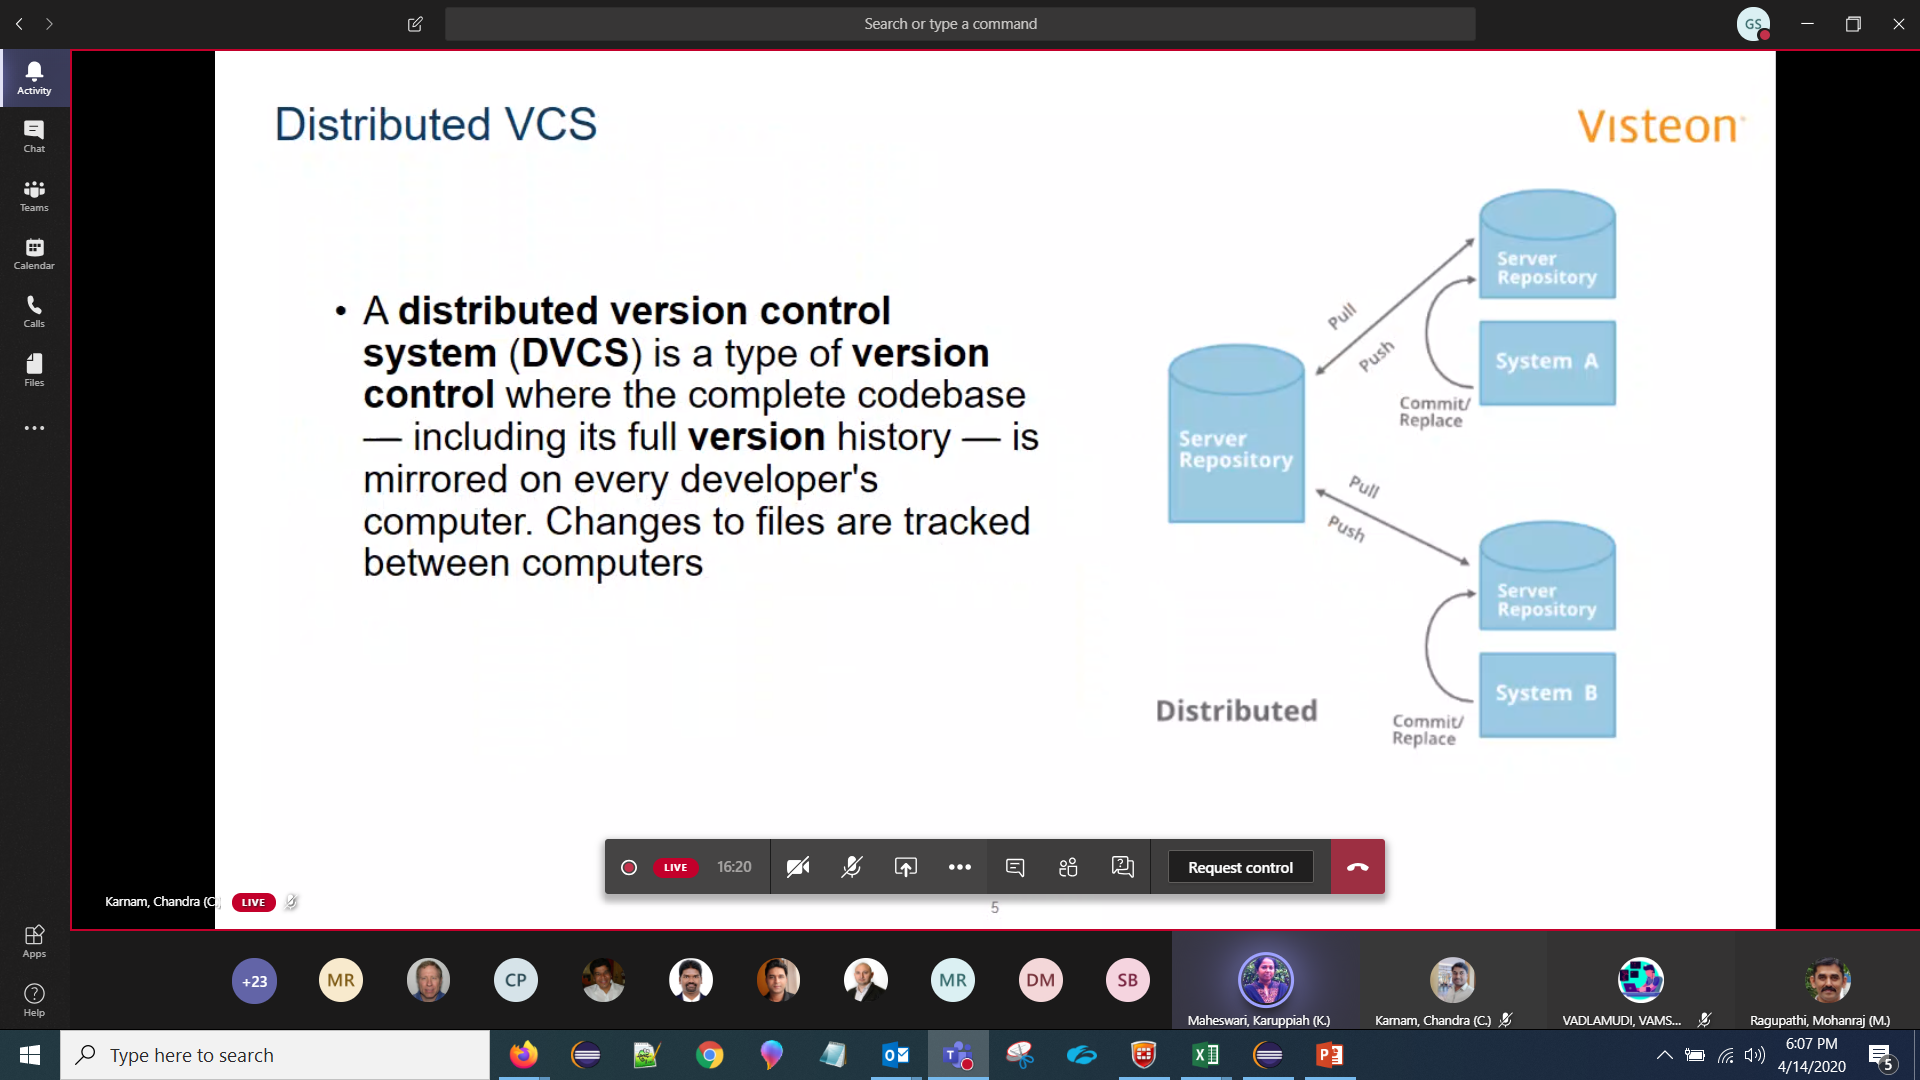 Search or type a command
GS
Activity
Chat
Teams
Calendar
Calls
Files
Apps
Help
Distributed VCS
Visteon
• A distributed version control
system (DVCS) is a type of version
control where the complete codebase
— including its full version history — is
mirrored on every developer's
computer. Changes to files are tracked
between computers
Server
Repository
Pull
Push
Server
Repository
System A
Commit/
Replace
Pull
Push
Server
Repository
System B
Commit/
Replace
Distributed
LIVE
16:20
Request control
5
Karnam, Chandra (C.)
LIVE
+23
MR
CP
MR
DM
SB
Maheswari, Karuppiah (K.)
Karnam, Chandra (C.)
VADLAMUDI, VAMS...
Ragupathi, Mohanraj (M.)
Type here to search
6:07 PM
4/14/2020
5